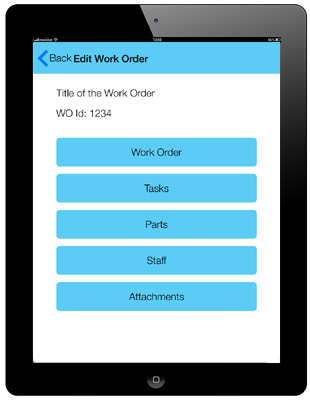 Back Edit Work Order
Title of the Work Order
WO Id: 1234
Work Order
Tasks
Parts
Staff
Attachments